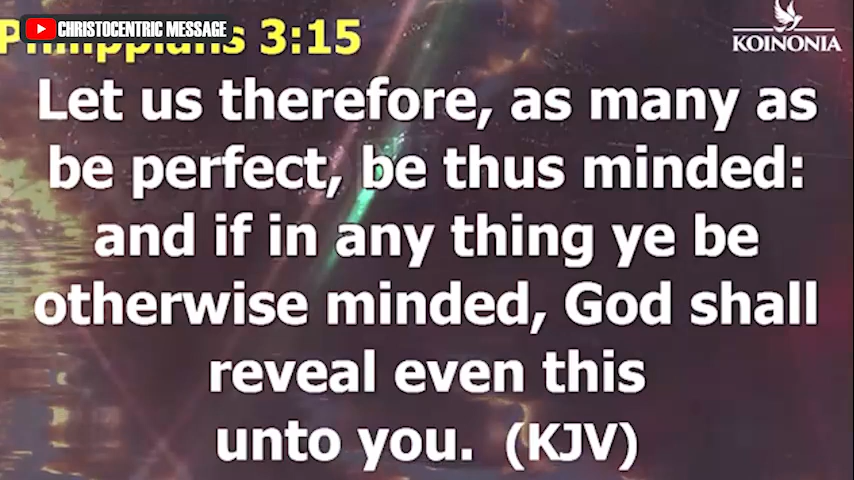 CHRISTOCENTRIC MESSAGE
Philippians 3:15
KOINONIA
Let us therefore, as many as
be perfect, be thus minded:
and if in any thing ye be
otherwise minded, God shall
reveal even this
unto you. (KJV)